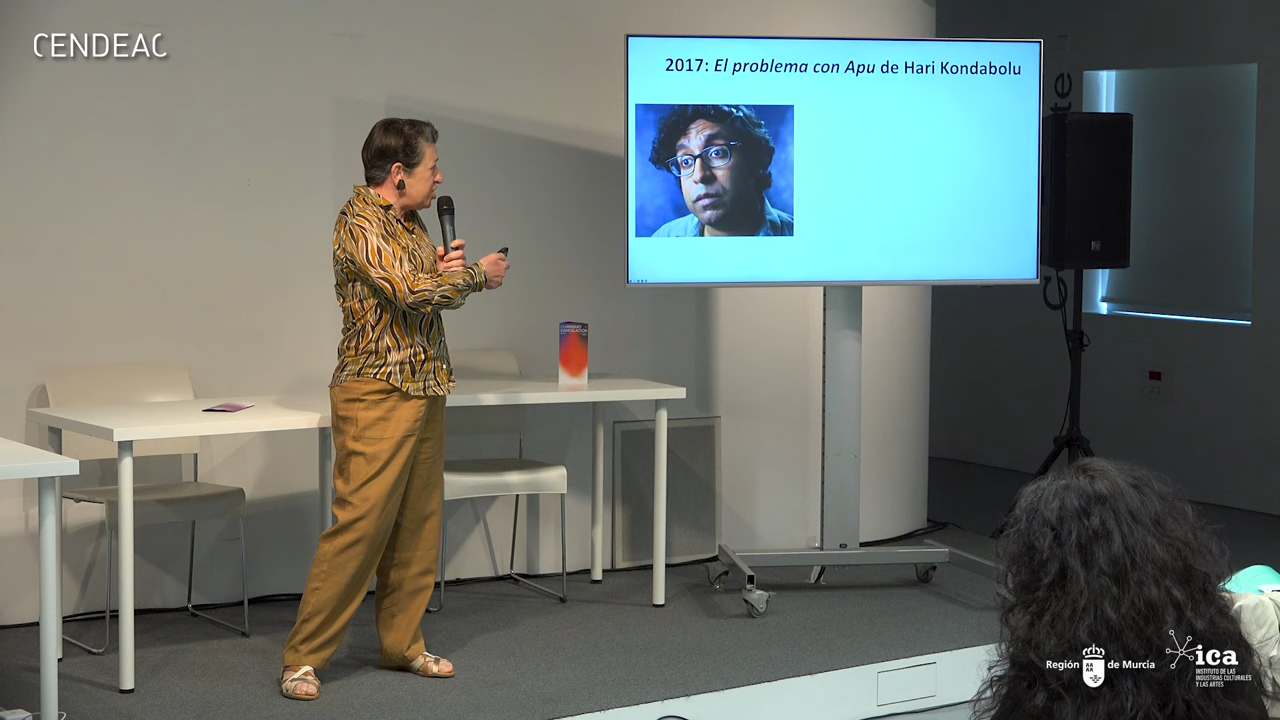 CENDEAC
2017: El problema con Apu de Hari Kondabolu
CANCELACIÓN
Región de Murcia
ica
INSTITUTO DE LAS
INDUSTRIAS CULTURALES
Y LAS ARTES